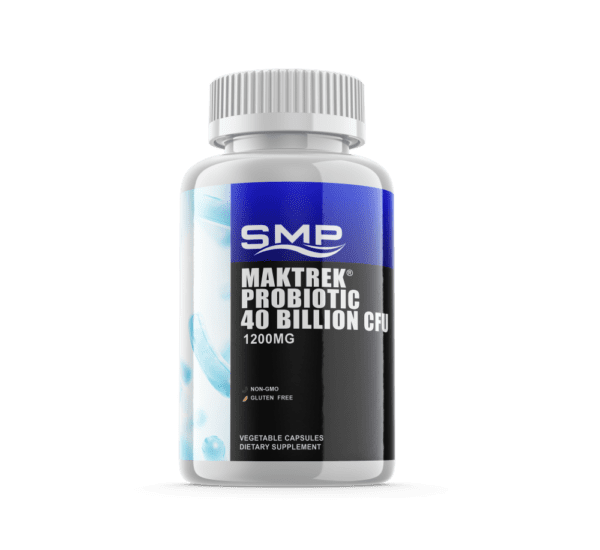 SMP
MAKTREK®
PROBIOTIC
40 BILLION CFU
1200MG
NON-GMO
GLUTEN FREE
VEGETABLE CAPSULES
DIETARY SUPPLEMENT